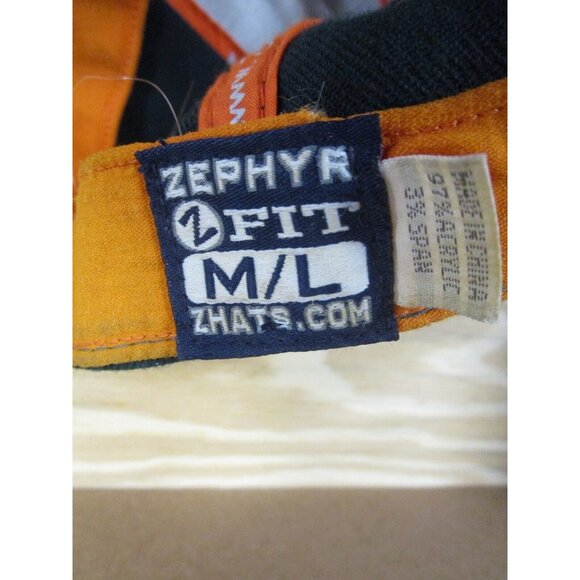 ZEPHYR
Z FIT
M/L
ZHATS.COM
MADE IN CHINA
97% ACRYLIC
3% SPAN